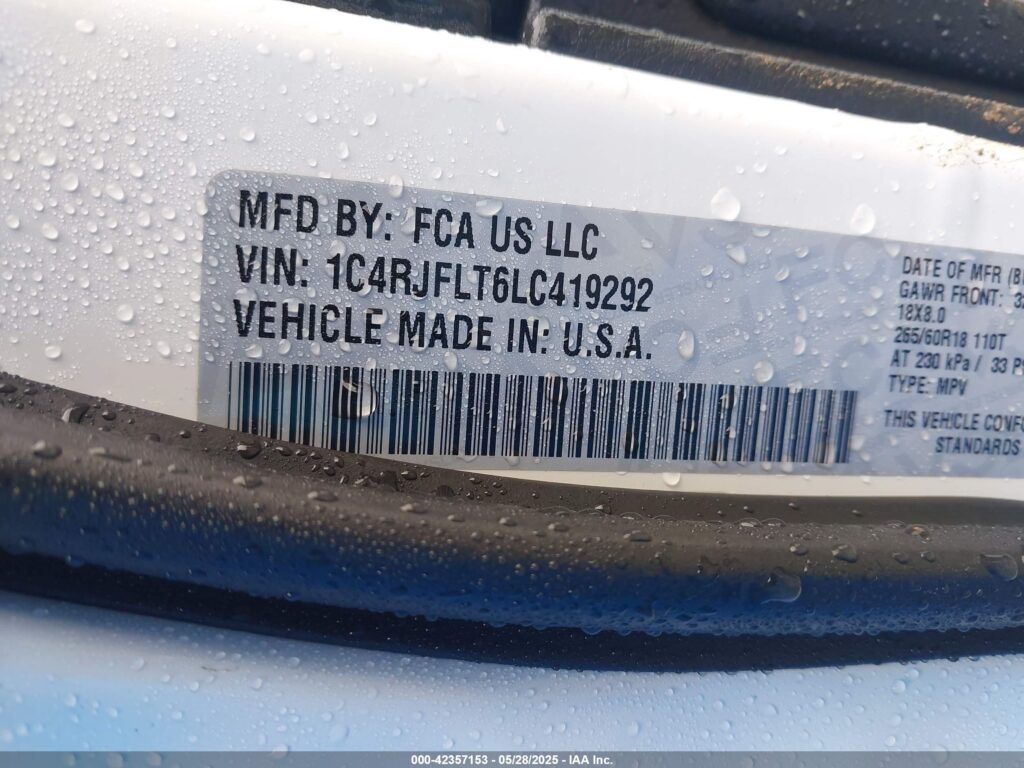 MFD BY: FCA US LLC
VIN: 1C4RJFLT6LC419292
VEHICLE MADE IN: U.S.A.
DATE OF MFR
GAWR FRONT:
18X8.0
265/60R18 110T
AT 230 kPa / 33
TYPE: MPV
THIS VEHICLE
STANDARDS
000-42357153 - 05/28/2025 - IAA Inc.